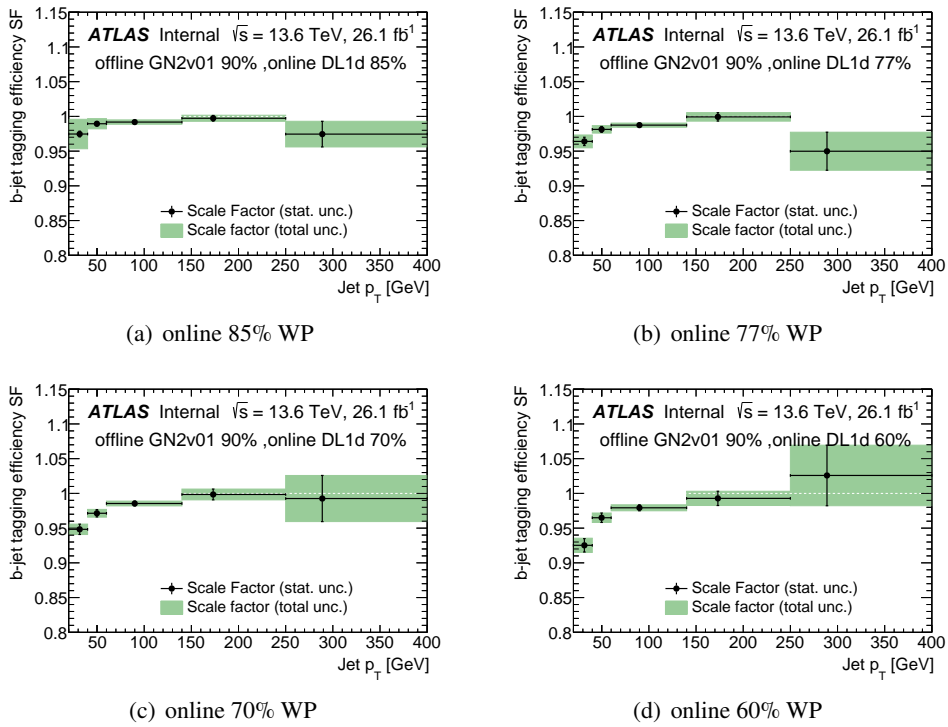 b-jet tagging efficiency SF
1.15
1.1
1.05
1
0.95
0.9
0.85
0.8
ATLAS Internal √s = 13.6 TeV, 26.1 fb⁻¹
offline GN2v01 90% ,online DL1d 85%
Scale Factor (stat. unc.)
Scale factor (total unc.)
50 100 150 200 250 300 350 400
Jet p_T [GeV]
(a) online 85% WP
b-jet tagging efficiency SF
1.15
1.1
1.05
1
0.95
0.9
0.85
0.8
ATLAS Internal √s = 13.6 TeV, 26.1 fb⁻¹
offline GN2v01 90% ,online DL1d 77%
Scale Factor (stat. unc.)
Scale factor (total unc.)
50 100 150 200 250 300 350 400
Jet p_T [GeV]
(b) online 77% WP
b-jet tagging efficiency SF
1.15
1.1
1.05
1
0.95
0.9
0.85
0.8
ATLAS Internal √s = 13.6 TeV, 26.1 fb⁻¹
offline GN2v01 90% ,online DL1d 70%
Scale Factor (stat. unc.)
Scale factor (total unc.)
50 100 150 200 250 300 350 400
Jet p_T [GeV]
(c) online 70% WP
b-jet tagging efficiency SF
1.15
1.1
1.05
1
0.95
0.9
0.85
0.8
ATLAS Internal √s = 13.6 TeV, 26.1 fb⁻¹
offline GN2v01 90% ,online DL1d 60%
Scale Factor (stat. unc.)
Scale factor (total unc.)
50 100 150 200 250 300 350 400
Jet p_T [GeV]
(d) online 60% WP